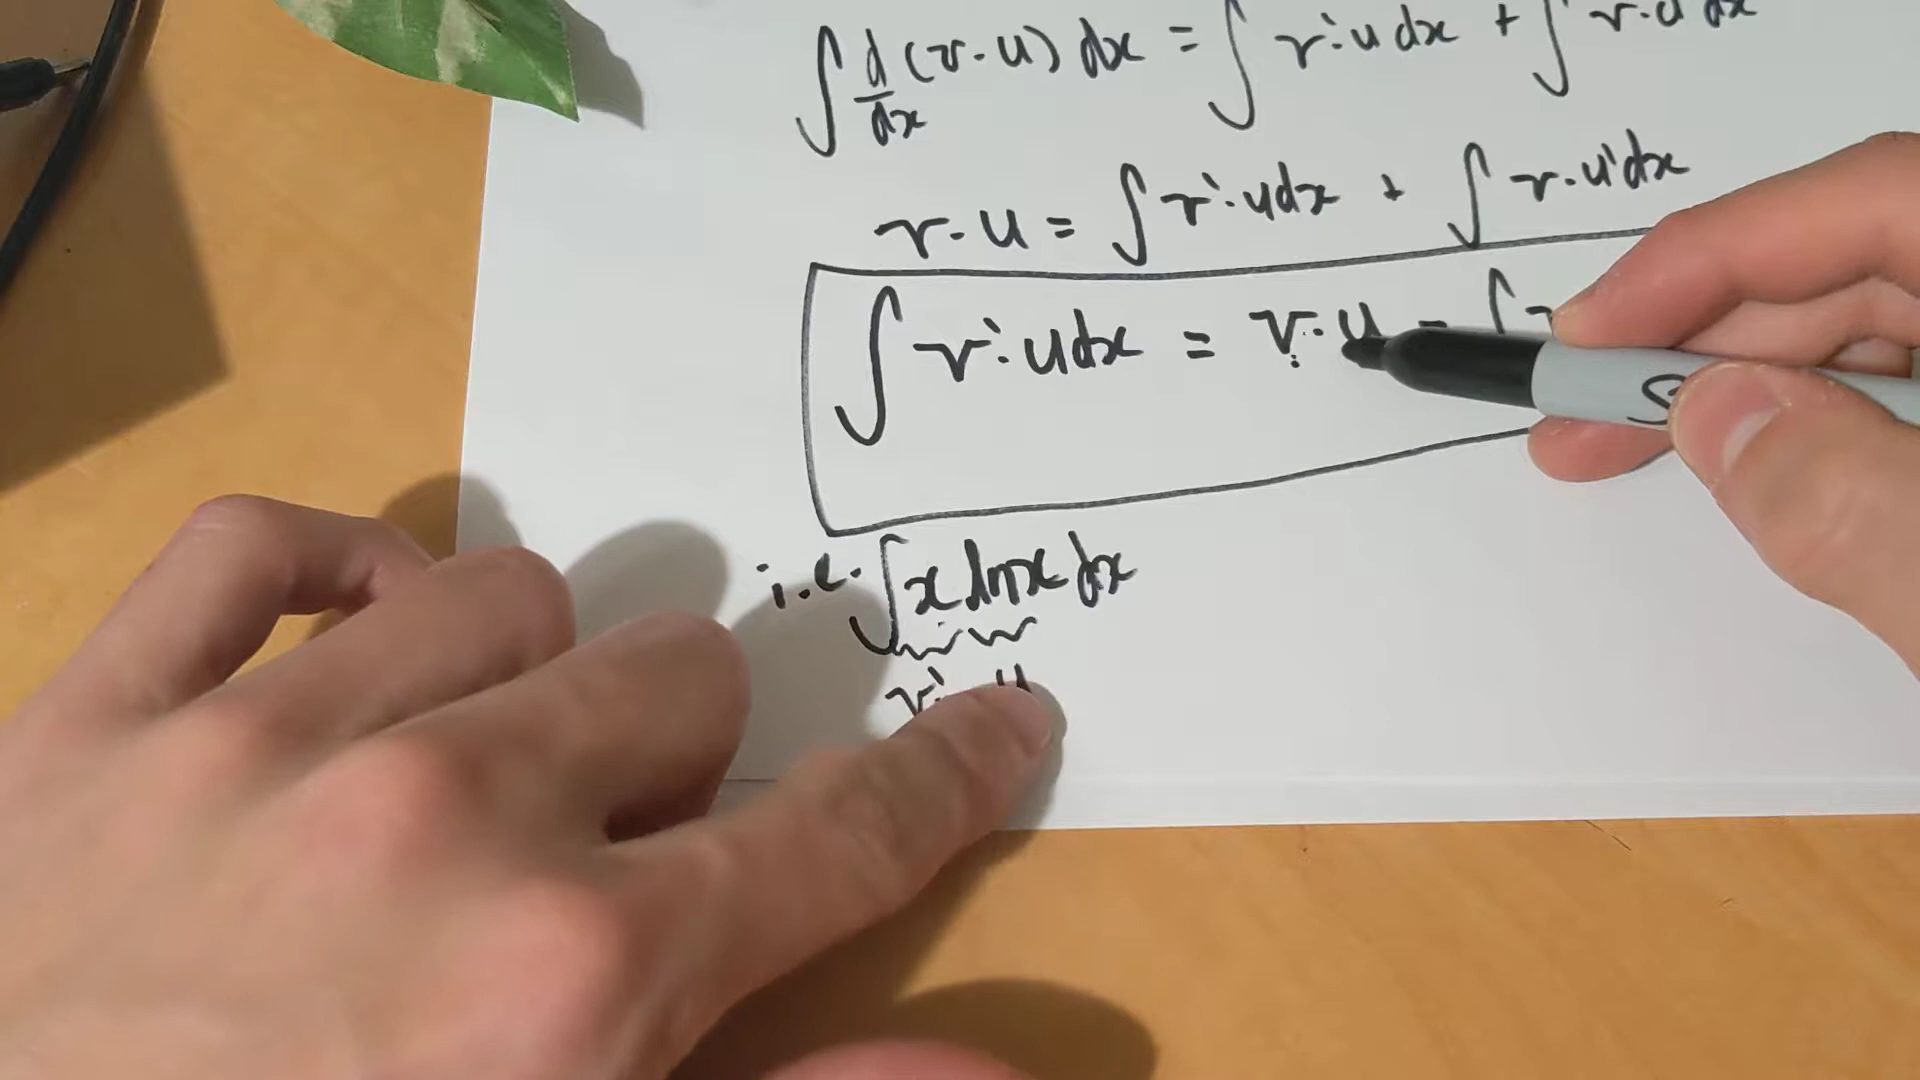 ∫ d/dx (v·u) dx = ∫ v'·u dx + ∫ v·u' dx
v·u = ∫ v'·u dx + ∫ v·u' dx
∫ v'·u dx = v·u - ∫ v
i.e. ∫ x ln x dx
v' u